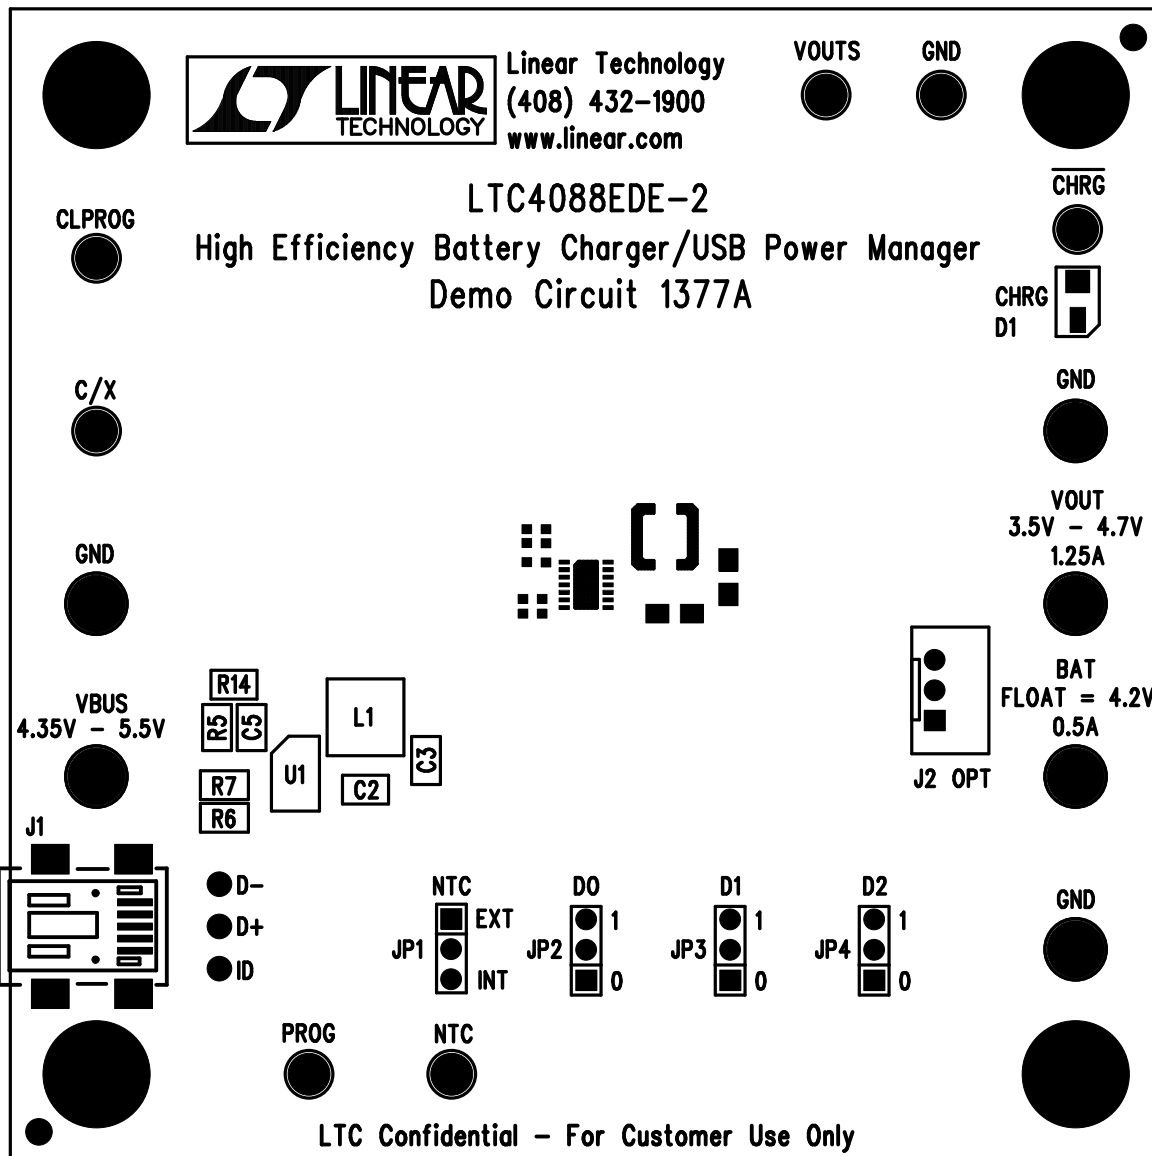 LINEAR
TECHNOLOGY
Linear Technology
(408) 432-1900
www.linear.com
VOUTS
GND
LTC4088EDE-2
High Efficiency Battery Charger/USB Power Manager
Demo Circuit 1377A
CHRG
CHRG
D1
CLPROG
C/X
GND
GND
VOUT
3.5V - 4.7V
1.25A
VBUS
4.35V - 5.5V
BAT
FLOAT = 4.2V
0.5A
R14
R5
C5
L1
U1
C3
C2
R7
R6
J2 OPT
J1
D-
D+
ID
NTC
EXT
JP1
INT
D0
1
JP2
0
D1
1
JP3
0
D2
1
JP4
0
GND
PROG
NTC
LTC Confidential - For Customer Use Only